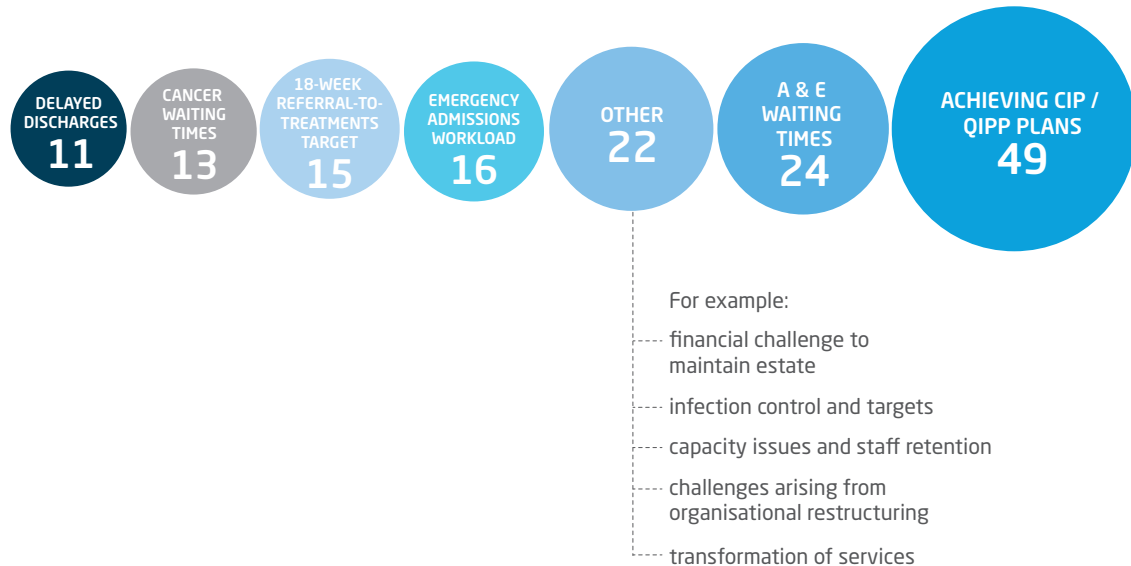 DELAYED
DISCHARGES
11
CANCER
WAITING
TIMES
13
18-WEEK
REFERRAL-TO-
TREATMENTS
TARGET
15
EMERGENCY
ADMISSIONS
WORKLOAD
16
OTHER
22
A & E
WAITING
TIMES
24
ACHIEVING CIP /
QIPP PLANS
49
For example:
financial challenge to
maintain estate
infection control and targets
capacity issues and staff retention
challenges arising from
organisational restructuring
transformation of services